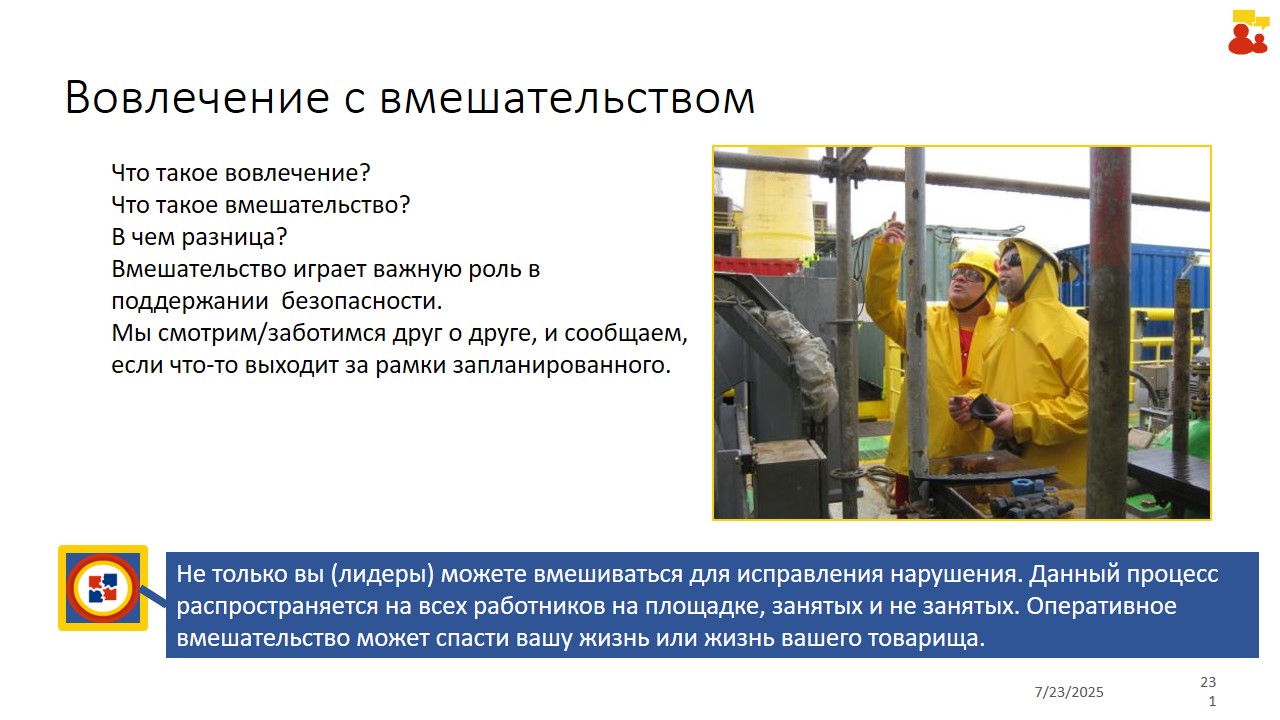 Вовлечение с вмешательством
Что такое вовлечение?
Что такое вмешательство?
В чем разница?
Вмешательство играет важную роль в
поддержании  безопасности.
Мы смотрим/заботимся друг о друге, и сообщаем,
если что-то выходит за рамки запланированного.
Не только вы (лидеры) можете вмешиваться для исправления нарушения. Данный процесс
распространяется на всех работников на площадке, занятых и не занятых. Оперативное
вмешательство может спасти вашу жизнь или жизнь вашего товарища.
7/23/2025
23
1